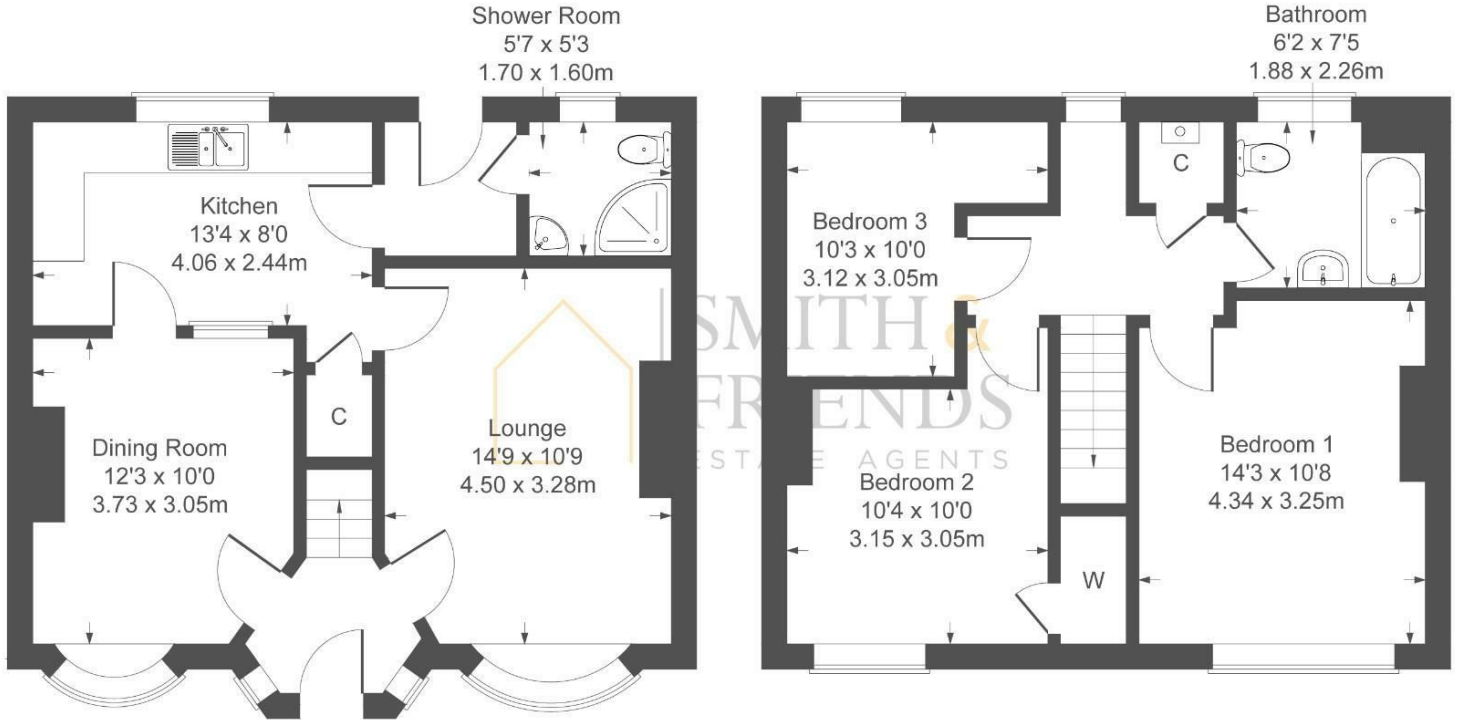 Shower Room
5'7 x 5'3
1.70 x 1.60m
Kitchen
13'4 x 8'0
4.06 x 2.44m
Dining Room
12'3 x 10'0
3.73 x 3.05m
C
Lounge
14'9 x 10'9
4.50 x 3.28m
Bathroom
6'2 x 7'5
1.88 x 2.26m
Bedroom 3
10'3 x 10'0
3.12 x 3.05m
C
Bedroom 2
10'4 x 10'0
3.15 x 3.05m
W
Bedroom 1
14'3 x 10'8
4.34 x 3.25m
SMITH &
FRIENDS
ESTATE AGENTS